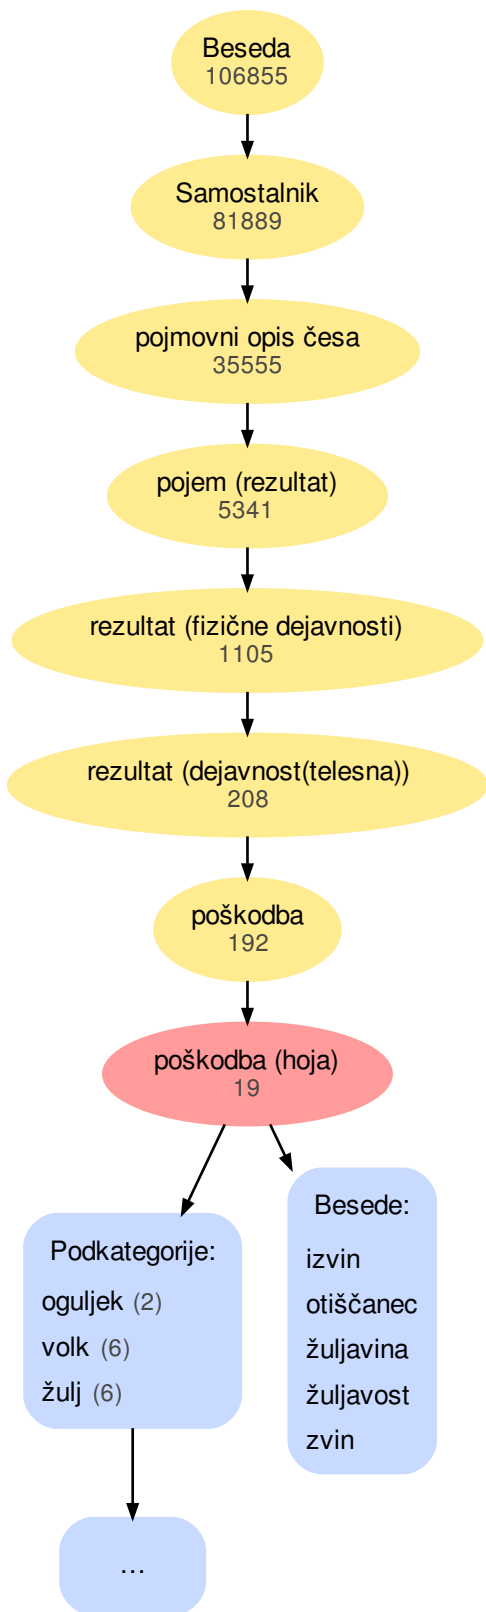 Beseda
106855
Samostalnik
81889
pojmovni opis česa
35555
pojem (rezultat)
5341
rezultat (fizične dejavnosti)
1105
rezultat (dejavnost(telesna))
208
poškodba
192
poškodba (hoja)
19
Podkategorije:
oguljek (2)
volk (6)
žulj (6)
...
Besede:
izvin
otiščanec
žuljavina
žuljavost
zvin